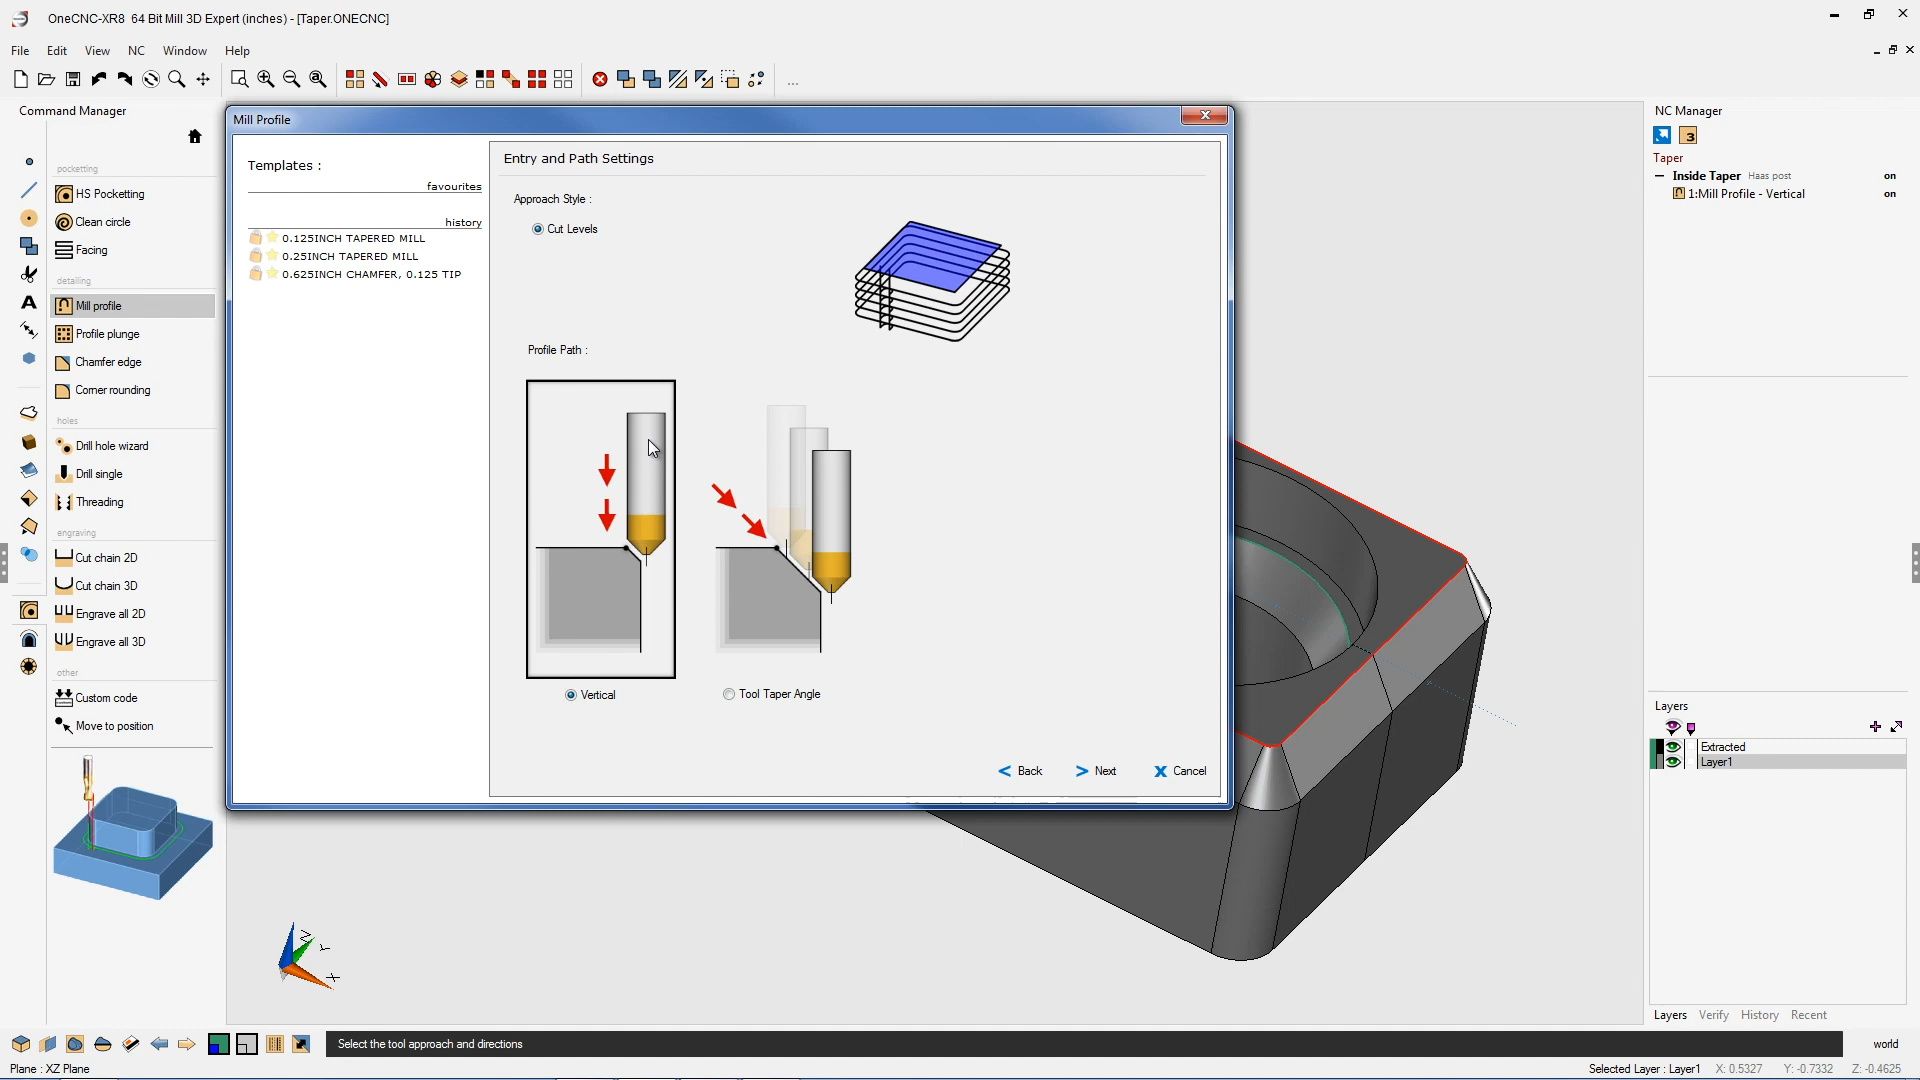 OneCNC-XR8 64 Bit Mill 3D Expert (inches) - [Taper.ONECNC]
File Edit View NC Window Help
...
Command Manager
pocketting
HS Pocketting
Clean circle
Facing
detailing
Mill profile
Profile plunge
Chamfer edge
Corner rounding
holes
Drill hole wizard
Drill single
Threading
engraving
Cut chain 2D
Cut chain 3D
Engrave all 2D
Engrave all 3D
other
Custom code
Move to position
Mill Profile
Templates :
favourites
history
0.125INCH TAPERED MILL
0.25INCH TAPERED MILL
0.625INCH CHAMFER, 0.125 TIP
Entry and Path Settings
Approach Style :
Cut Levels
Profile Path :
Vertical
Tool Taper Angle
< Back
> Next
X Cancel
Z
Y
X
NC Manager
3
Taper
Inside Taper Haas post on
1:Mill Profile - Vertical on
Layers
Extracted
Layer1
Layers Verify History Recent
Select the tool approach and directions
world
Plane : XZ Plane
Selected Layer : Layer1 X: 0.5327 Y: -0.7332 Z: -0.4625